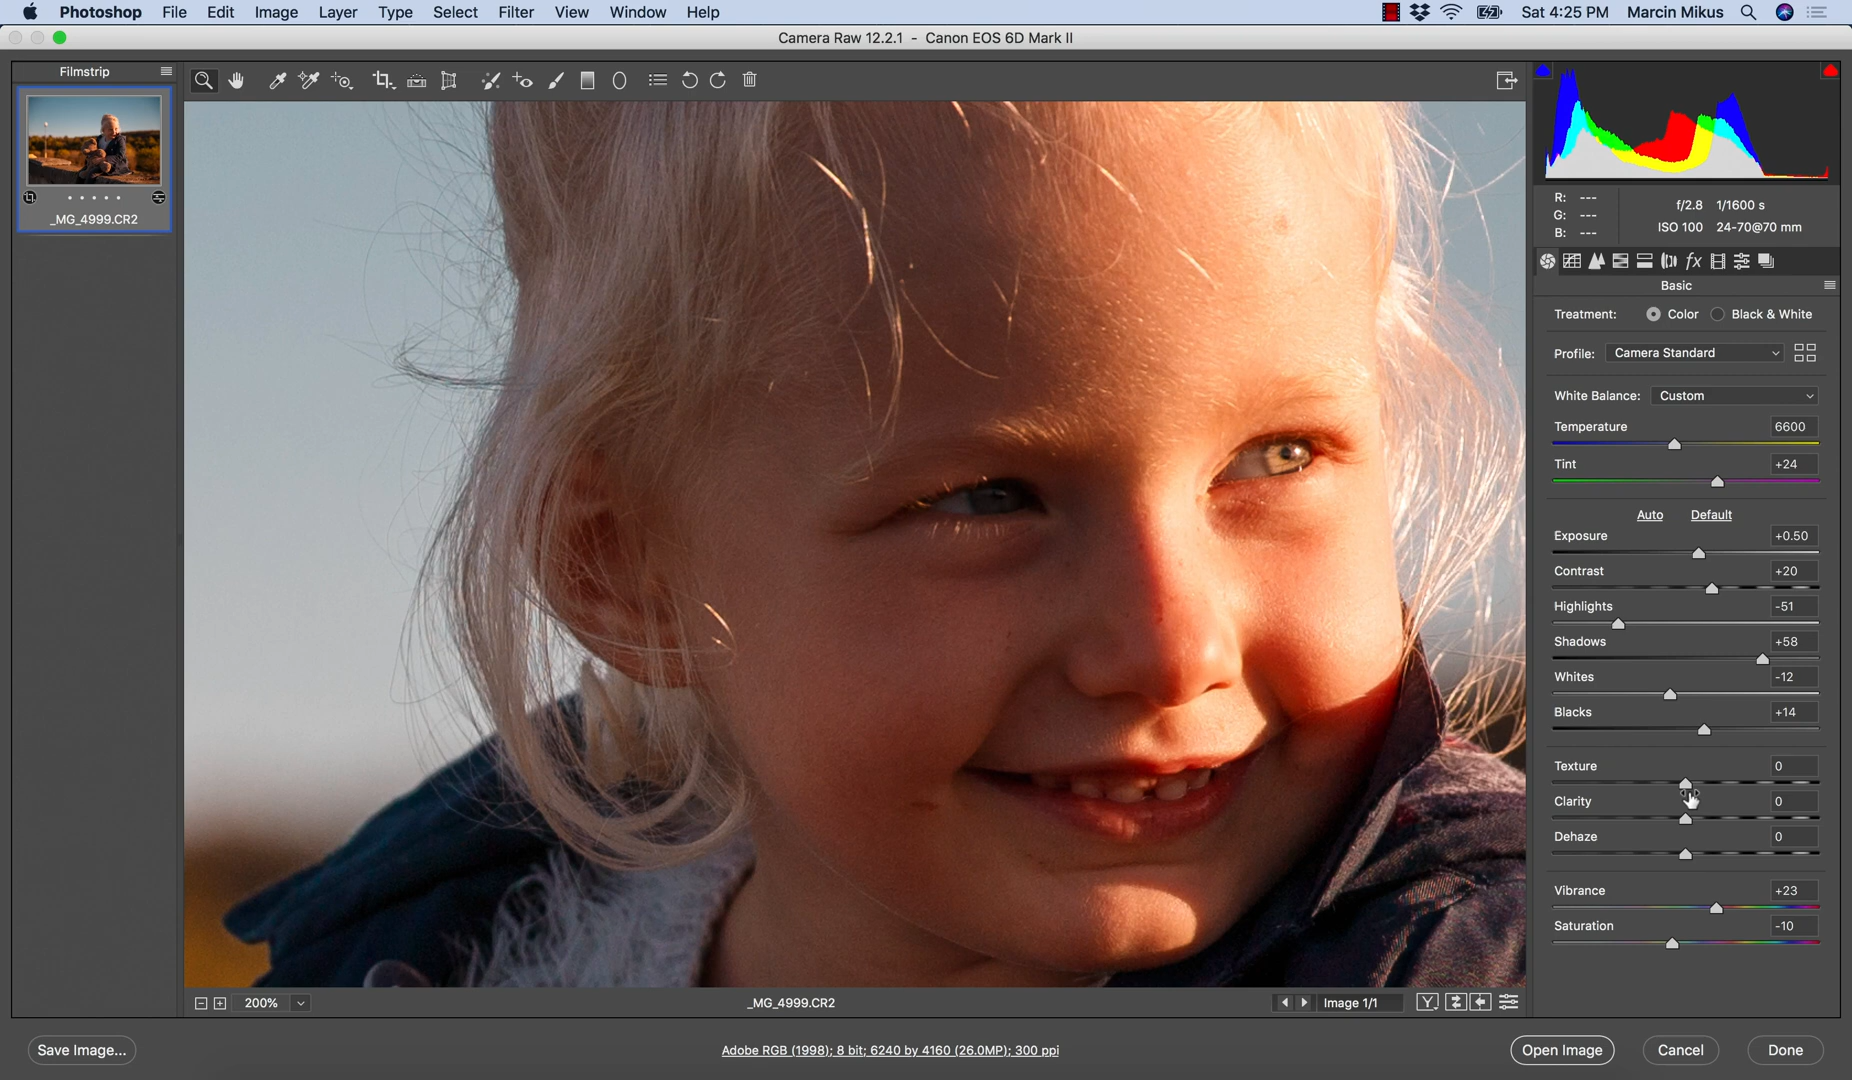 Photoshop File Edit Image Layer Type Select Filter View Window Help Sat 4:25 PM Marcin Mikus
Camera Raw 12.2.1 - Canon EOS 6D Mark II
Filmstrip
_MG_4999.CR2
R: ---
G: ---
B: ---
f/2.8 1/1600 s
ISO 100 24-70@70 mm
fx
Basic
Treatment: Color Black & White
Profile: Camera Standard
White Balance: Custom
Temperature 6600
Tint +24
Auto Default
Exposure +0.50
Contrast +20
Highlights -51
Shadows +58
Whites -12
Blacks +14
Texture 0
Clarity 0
Dehaze 0
Vibrance +23
Saturation -10
200% _MG_4999.CR2 Image 1/1 Y
Save Image... Adobe RGB (1998); 8 bit; 6240 by 4160 (26.0MP); 300 ppi Open Image Cancel Done